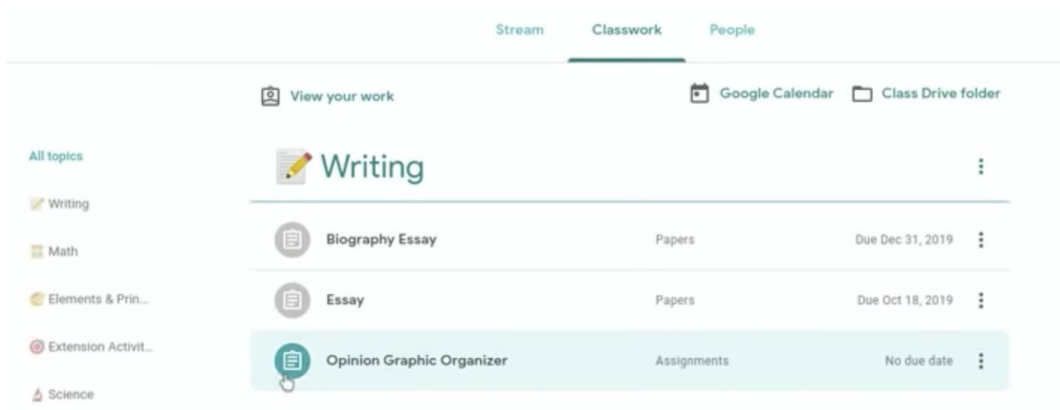 Stream Classwork People
View your work Google Calendar Class Drive folder
All topics
Writing
Math
Elements & Prin...
Extension Activit...
Science
Writing
Biography Essay Papers Due Dec 31, 2019
Essay Papers Due Oct 18, 2019
Opinion Graphic Organizer Assignments No due date